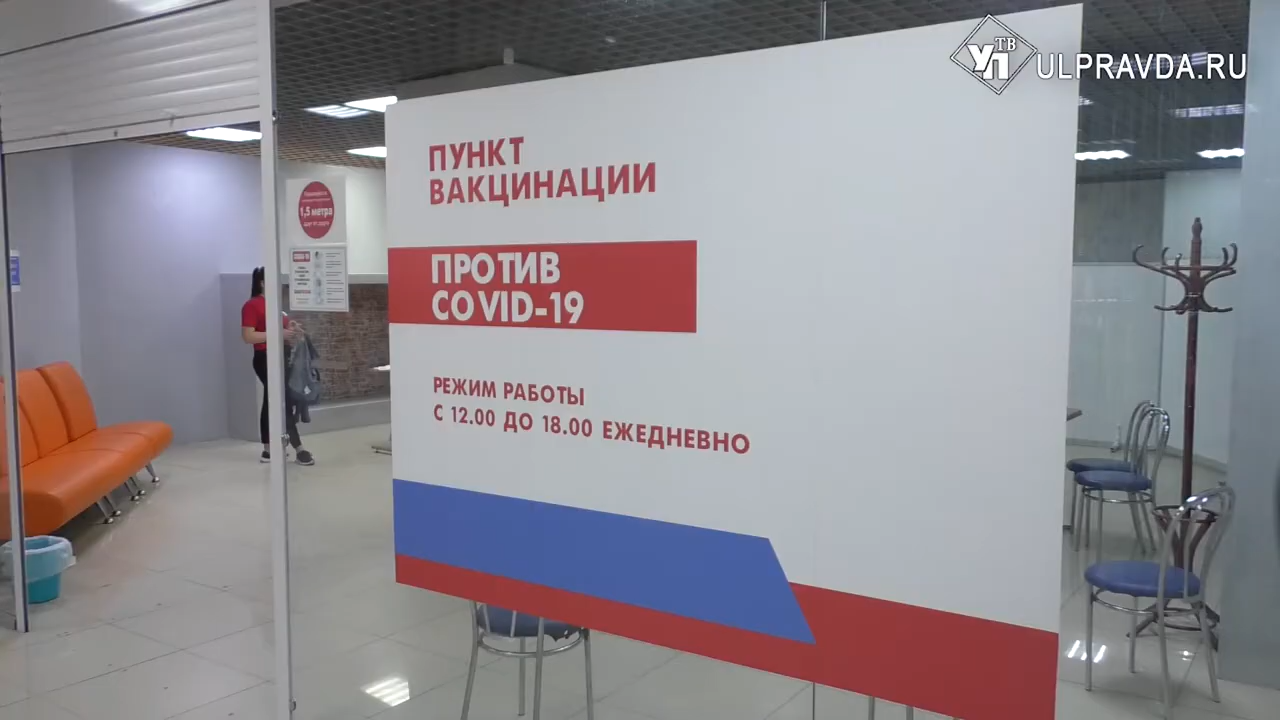 УП ТВ ULPRAVDA.RU
ПУНКТ
ВАКЦИНАЦИИ
ПРОТИВ
COVID-19
РЕЖИМ РАБОТЫ
С 12.00 ДО 18.00 ЕЖЕДНЕВНО
1,5 метра